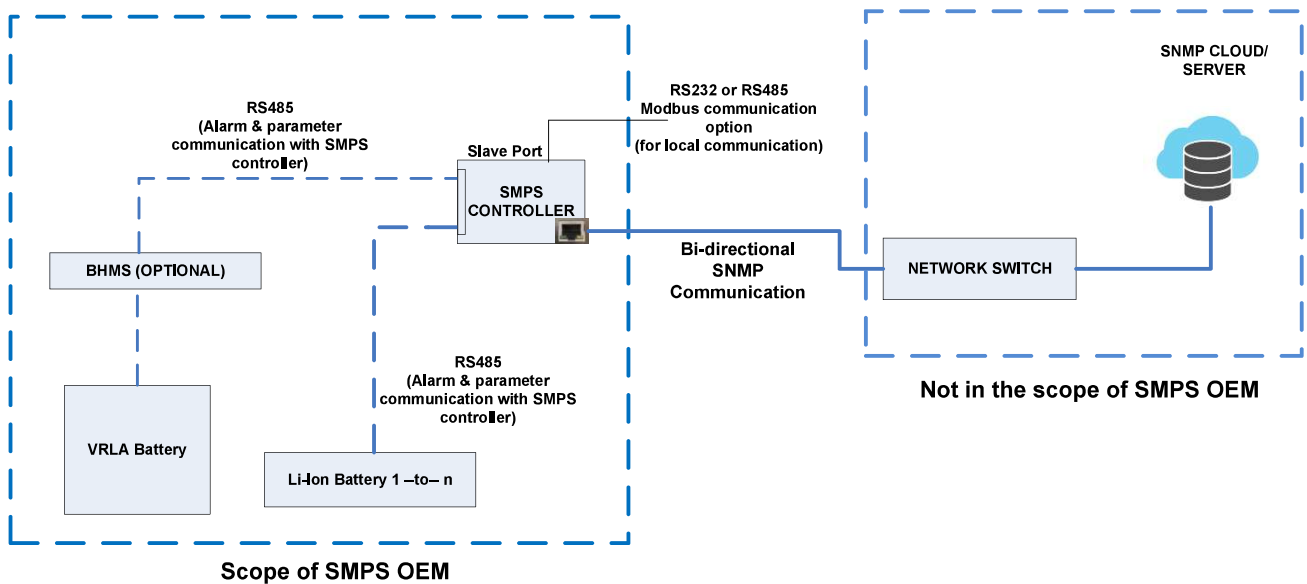 SNMP CLOUD/
SERVER
RS232 or RS485
Modbus communication
option
(for local communication)
RS485
(Alarm & parameter
communication with SMPS
controller)
Slave Port
SMPS
CONTROLLER
Bi-directional
SNMP
Communication
NETWORK SWITCH
BHMS (OPTIONAL)
RS485
(Alarm & parameter
communication with SMPS
controller)
Not in the scope of SMPS OEM
VRLA Battery
Li-Ion Battery 1 –to– n
Scope of SMPS OEM